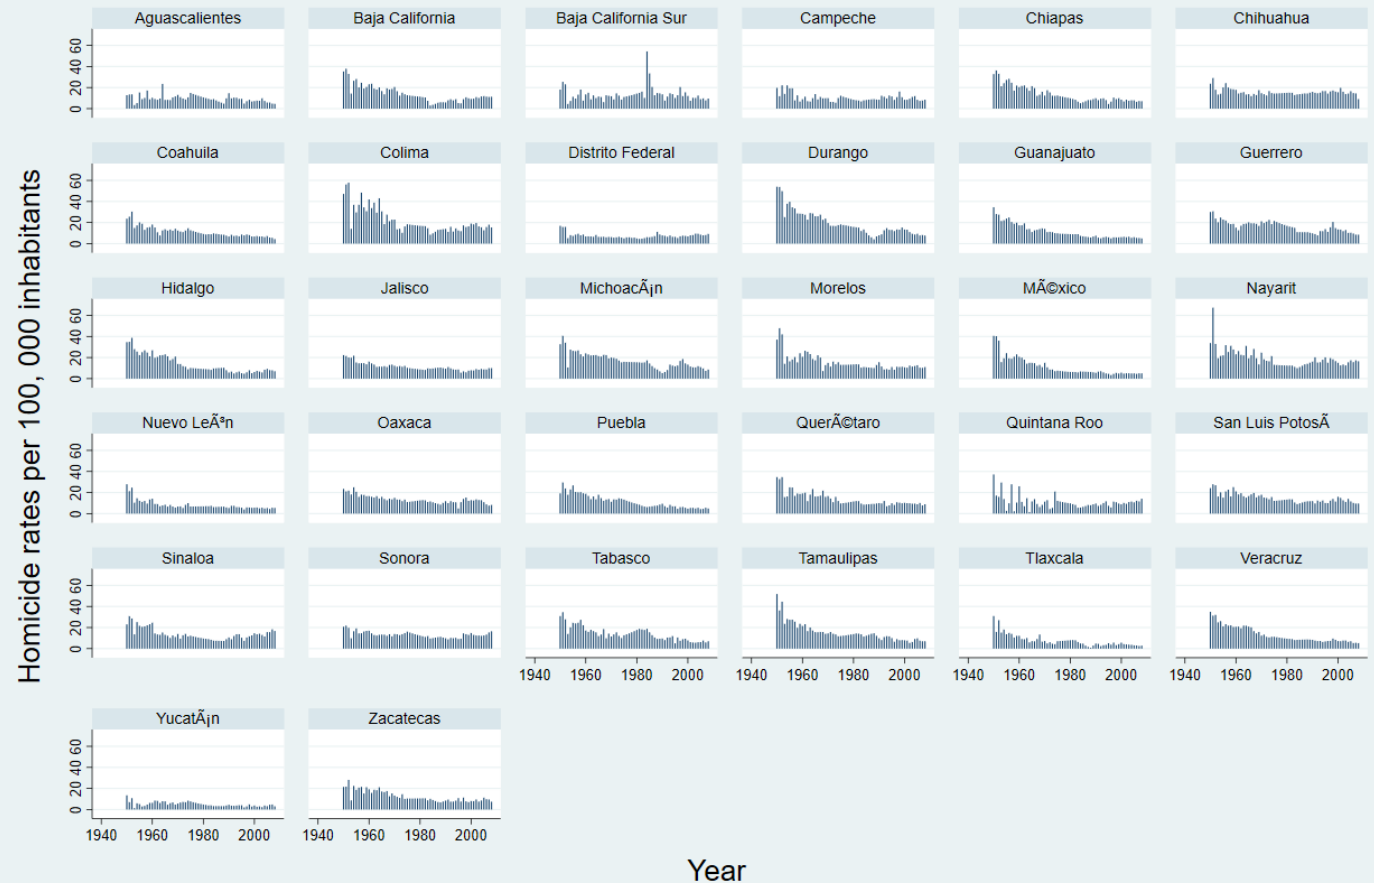 Aguascalientes Baja California Baja California Sur Campeche Chiapas Chihuahua
0 20 40 60
Coahuila Colima Distrito Federal Durango Guanajuato Guerrero
0 20 40 60
Hidalgo Jalisco MichoacÃ¡n Morelos MÃ©xico Nayarit
0 20 40 60
Nuevo LeÃ³n Oaxaca Puebla QuerÃ©taro Quintana Roo San Luis PotosÃ
0 20 40 60
Sinaloa Sonora Tabasco Tamaulipas Tlaxcala Veracruz
0 20 40 60
1940 1960 1980 2000 1940 1960 1980 2000 1940 1960 1980 2000 1940 1960 1980 2000
YucatÃ¡n Zacatecas
0 20 40 60
1940 1960 1980 2000 1940 1960 1980 2000
Homicide rates per 100, 000 inhabitants
Year